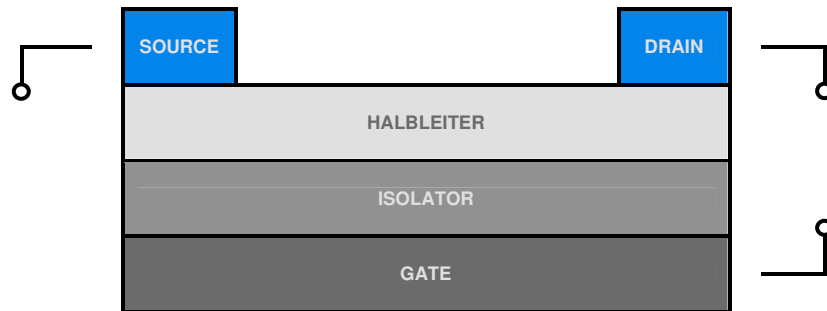 SOURCE
DRAIN
HALBLEITER
ISOLATOR
GATE